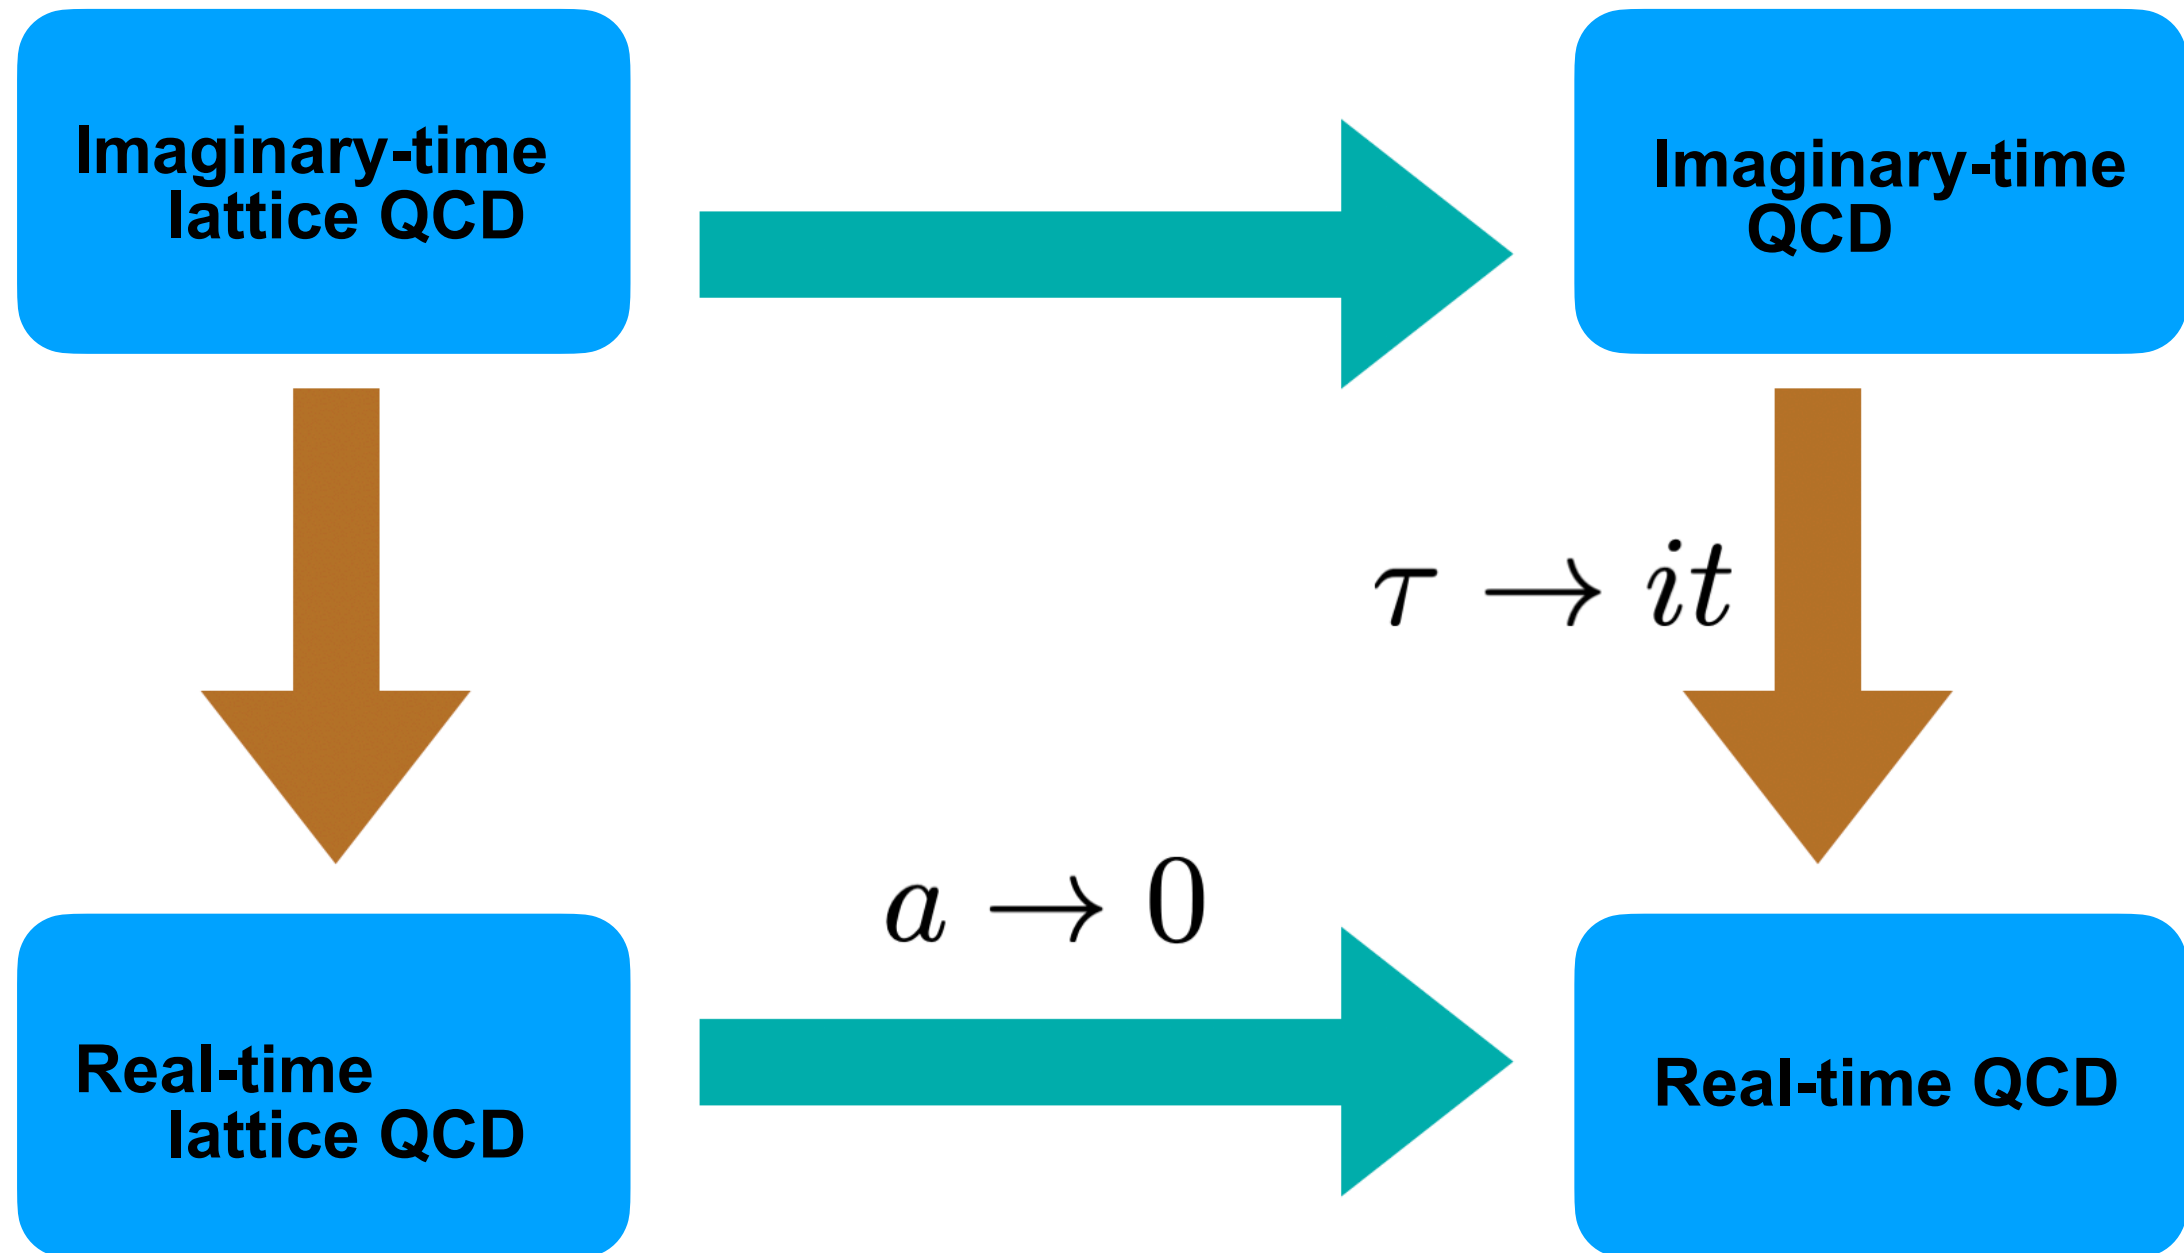 Imaginary-time
lattice QCD
Imaginary-time
QCD
τ → it
a → 0
Real-time
lattice QCD
Real-time QCD